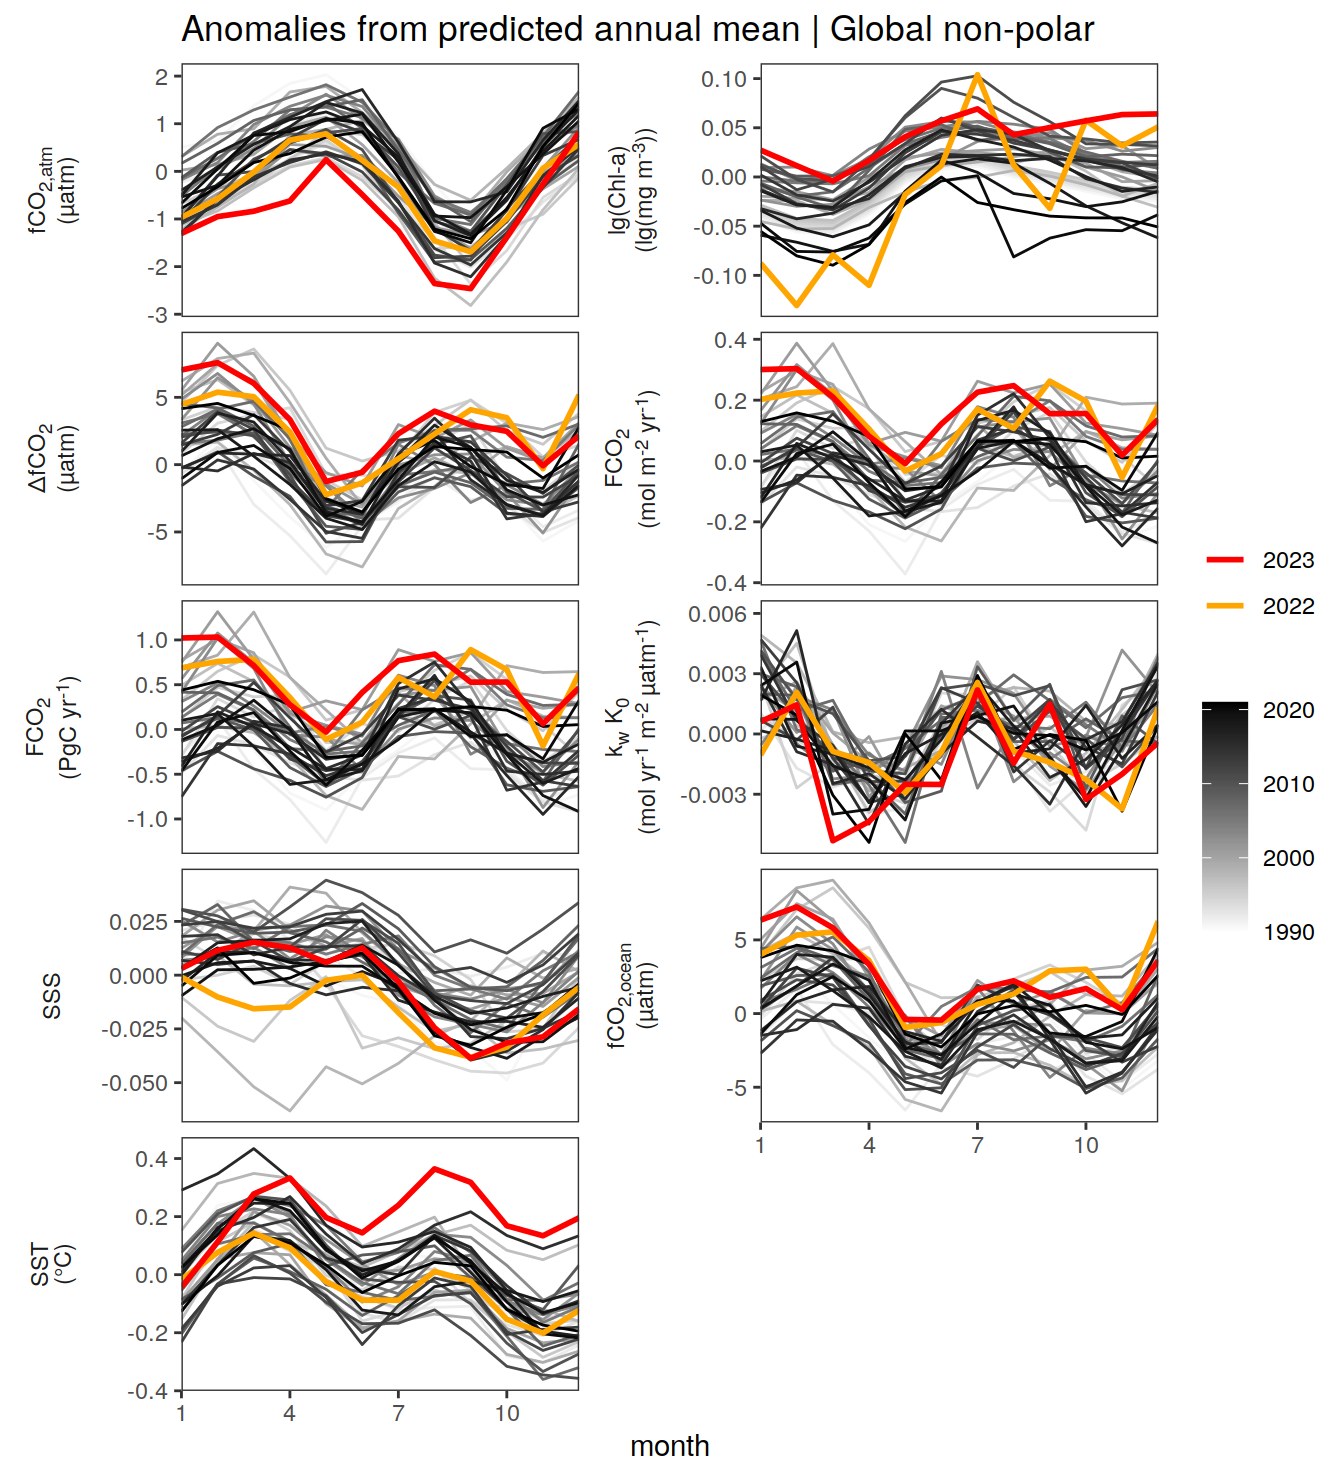 Anomalies from predicted annual mean | Global non-polar
fCO2,atm
(µatm)
2
1
0
-1
-2
-3
lg(Chl-a)
(lg(mg m-3))
0.10
0.05
0.00
-0.05
-0.10
ΔfCO2
(µatm)
5
0
-5
FCO2
(mol m-2 yr-1)
0.4
0.2
0.0
-0.2
-0.4
FCO2
(PgC yr-1)
1.0
0.5
0.0
-0.5
-1.0
kw K0
(mol yr-1 m-2 µatm-1)
0.006
0.003
0.000
-0.003
SSS
0.025
0.000
-0.025
-0.050
fCO2,ocean
(µatm)
5
0
-5
1 4 7 10
SST
(°C)
0.4
0.2
0.0
-0.2
-0.4
1 4 7 10
month
2023
2022
2020
2010
2000
1990